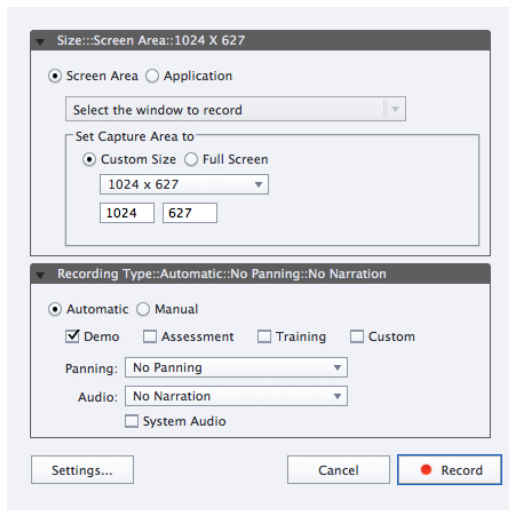 Size:::Screen Area::1024 X 627
Screen Area Application
Select the window to record
Set Capture Area to
Custom Size Full Screen
1024 x 627
1024 627
Recording Type::Automatic::No Panning::No Narration
Automatic Manual
Demo Assessment Training Custom
Panning: No Panning
Audio: No Narration
System Audio
Settings... Cancel Record